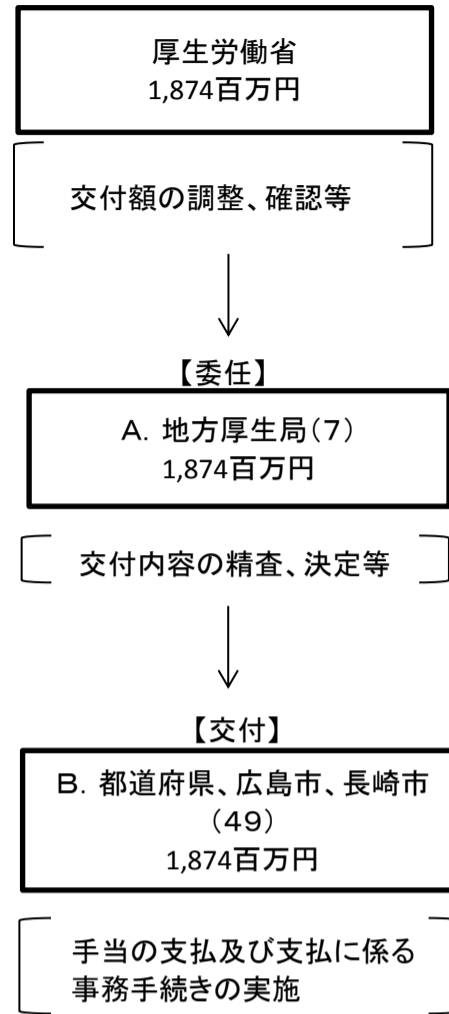 厚生労働省
1,874百万円
交付額の調整、確認等
【委任】
A．地方厚生局（７）
1,874百万円
交付内容の精査、決定等
【交付】
B．都道府県、広島市、長崎市
（４９）
1,874百万円
手当の支払及び支払に係る
事務手続きの実施